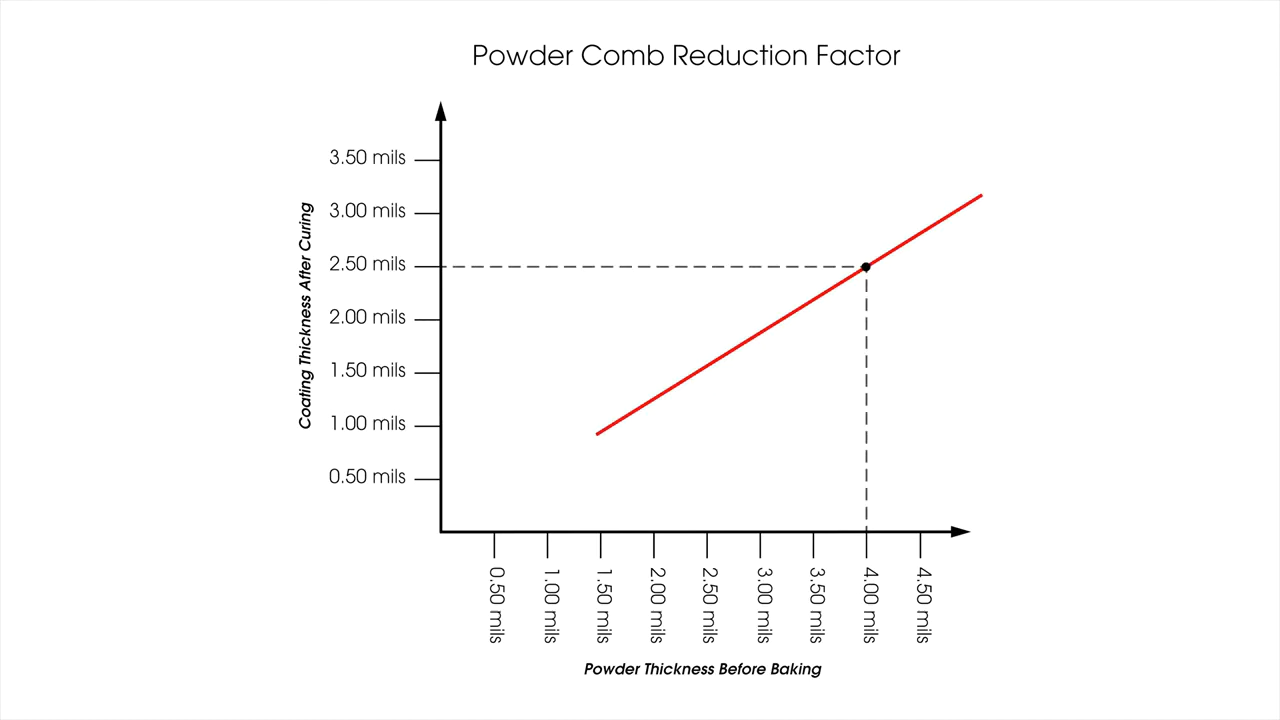 Powder Comb Reduction Factor
3.50 mils
3.00 mils
2.50 mils
2.00 mils
1.50 mils
1.00 mils
0.50 mils
Coating Thickness After Curing
0.50 mils
1.00 mils
1.50 mils
2.00 mils
2.50 mils
3.00 mils
3.50 mils
4.00 mils
4.50 mils
Powder Thickness Before Baking